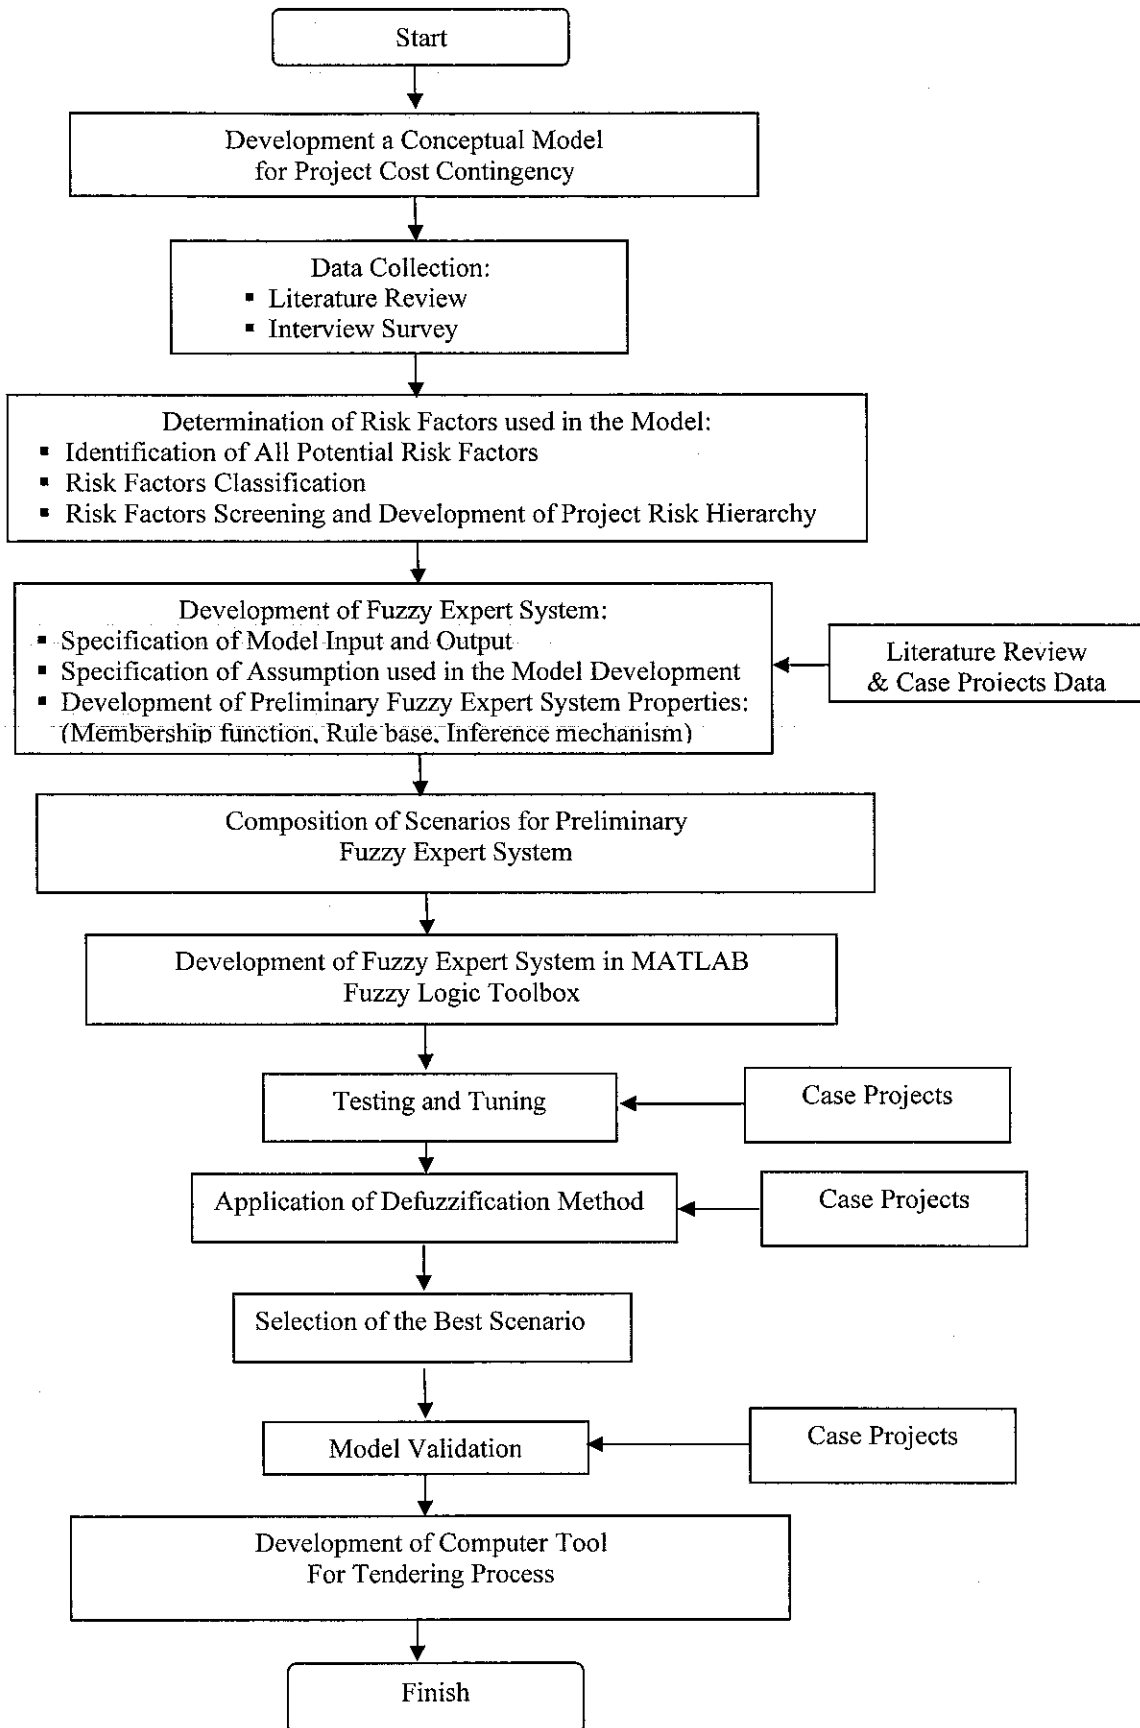 Start
Development a Conceptual Model
for Project Cost Contingency
Data Collection:
▪ Literature Review
▪ Interview Survey
Determination of Risk Factors used in the Model:
▪ Identification of All Potential Risk Factors
▪ Risk Factors Classification
▪ Risk Factors Screening and Development of Project Risk Hierarchy
Development of Fuzzy Expert System:
▪ Specification of Model Input and Output
▪ Specification of Assumption used in the Model Development
▪ Development of Preliminary Fuzzy Expert System Properties:
(Membership function, Rule base, Inference mechanism)
Literature Review
& Case Projects Data
Composition of Scenarios for Preliminary
Fuzzy Expert System
Development of Fuzzy Expert System in MATLAB
Fuzzy Logic Toolbox
Testing and Tuning
Case Projects
Application of Defuzzification Method
Case Projects
Selection of the Best Scenario
Model Validation
Case Projects
Development of Computer Tool
For Tendering Process
Finish